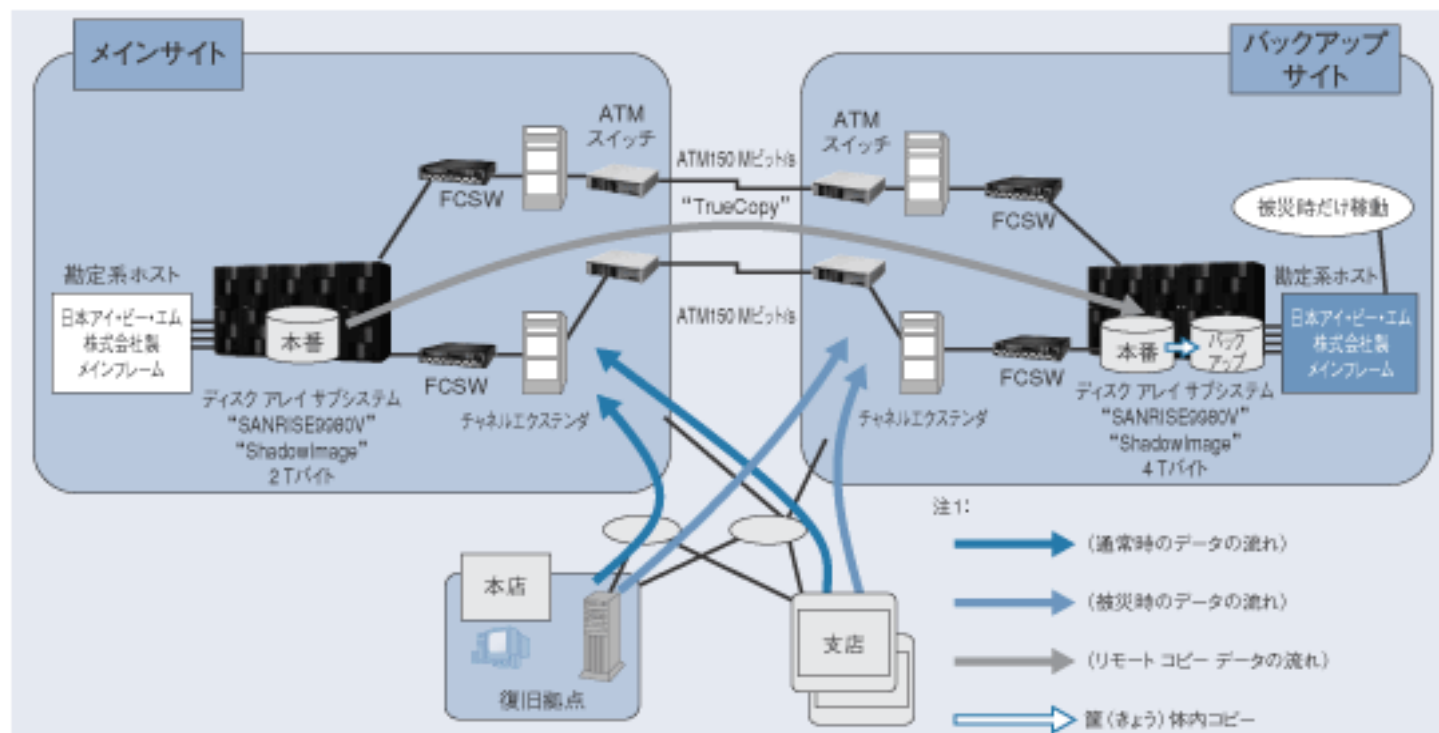 メインサイト
バックアップ
サイト
ATM
スイッチ
ATM150 Mビット/s
ATM
スイッチ
FCSW
"TrueCopy"
FCSW
被災時だけ稼動
勘定系ホスト
日本アイ・ビー・エム
株式会社製
メインフレーム
本番
FCSW
ATM150 Mビット/s
FCSW
本番
バック
アップ
勘定系ホスト
日本アイ・ビー・エム
株式会社製
メインフレーム
ディスク アレイ サブシステム
"SANRISE9980V"
"ShadowImage"
2 Tバイト
チャネルエクステンダ
チャネルエクステンダ
ディスク アレイ サブシステム
"SANRISE9980V"
"ShadowImage"
4 Tバイト
本店
復旧拠点
支店
注1:
(通常時のデータの流れ)
(被災時のデータの流れ)
(リモート コピー データの流れ)
筐(きょう)体内コピー